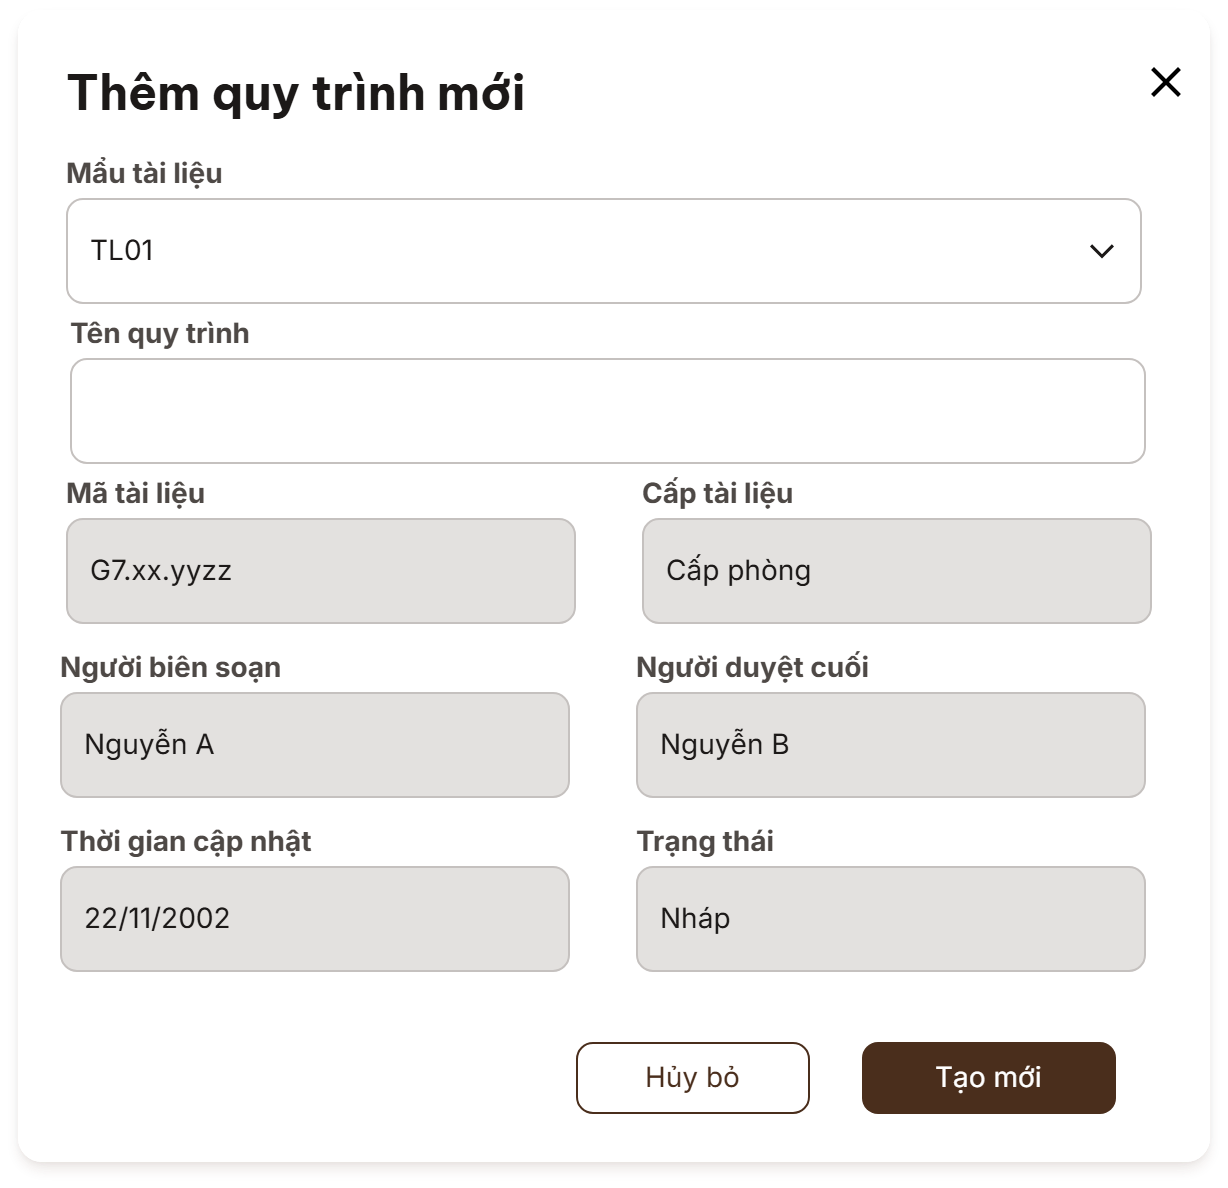 Thêm quy trình mới
Mẩu tài liệu
TL01
Tên quy trình
Mã tài liệu
Cấp tài liệu
G7.xx.yyzz
Cấp phòng
Người biên soạn
Người duyệt cuối
Nguyễn A
Nguyễn B
Thời gian cập nhật
Trạng thái
22/11/2002
Nháp
Hủy bỏ
Tạo mới